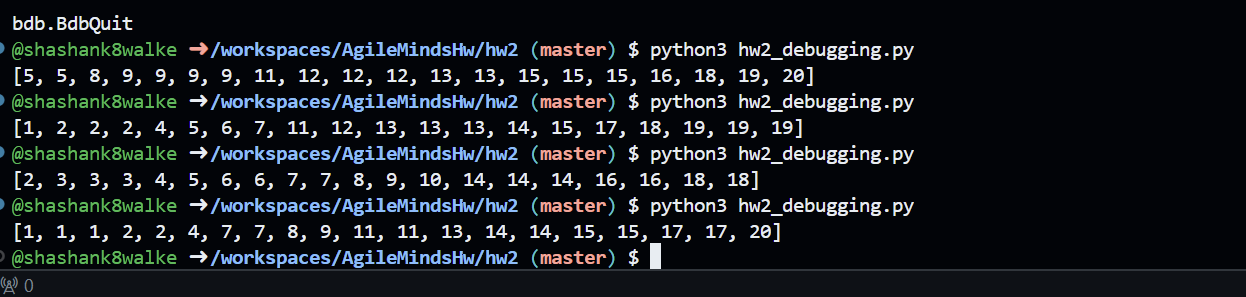 bdb.BdbQuit
@shashank8walke ➜/workspaces/AgileMindsHw/hw2 (master) $ python3 hw2_debugging.py
[5, 5, 8, 9, 9, 9, 9, 11, 12, 12, 12, 13, 13, 15, 15, 15, 16, 18, 19, 20]
@shashank8walke ➜/workspaces/AgileMindsHw/hw2 (master) $ python3 hw2_debugging.py
[1, 2, 2, 2, 4, 5, 6, 7, 11, 12, 13, 13, 13, 14, 15, 17, 18, 19, 19, 19]
@shashank8walke ➜/workspaces/AgileMindsHw/hw2 (master) $ python3 hw2_debugging.py
[2, 3, 3, 3, 4, 5, 6, 6, 7, 7, 8, 9, 10, 14, 14, 14, 16, 16, 18, 18]
@shashank8walke ➜/workspaces/AgileMindsHw/hw2 (master) $ python3 hw2_debugging.py
[1, 1, 1, 2, 2, 4, 7, 7, 8, 9, 11, 11, 13, 14, 14, 15, 15, 17, 17, 20]
@shashank8walke ➜/workspaces/AgileMindsHw/hw2 (master) $
0